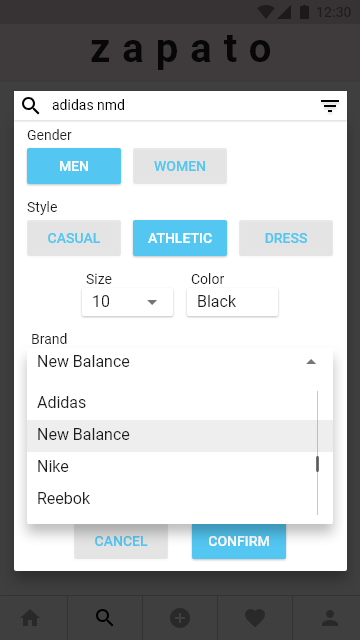 12:30
zapato
adidas nmd
Gender
MEN WOMEN
Style
CASUAL ATHLETIC DRESS
Size Color
10 Black
Brand
New Balance
Adidas
New Balance
Nike
Reebok
CANCEL CONFIRM